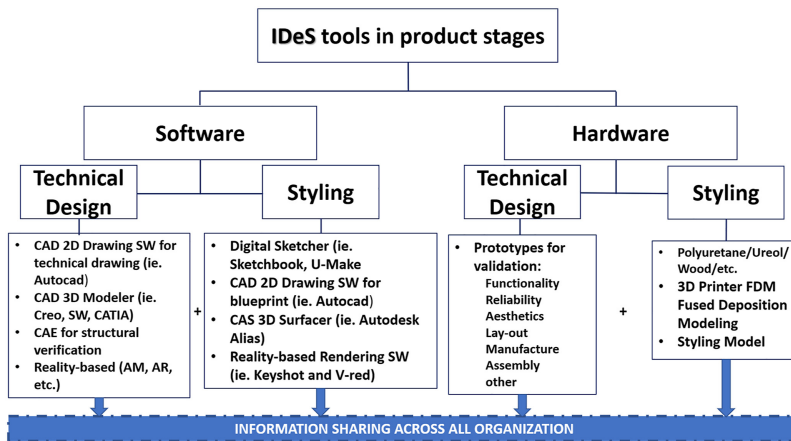 IDeS tools in product stages
Software
Hardware
Technical
Design
Styling
Technical
Design
Styling
• CAD 2D Drawing SW for
technical drawing (ie.
Autocad)
• CAD 3D Modeler (ie.
Creo, SW, CATIA)
• CAE for structural
verification
• Reality-based (AM, AR,
etc.)
+
• Digital Sketcher (ie.
Sketchbook, U-Make
• CAD 2D Drawing SW for
blueprint (ie. Autocad)
• CAS 3D Surfacer (ie. Autodesk
Alias)
• Reality-based Rendering SW
(ie. Keyshot and V-red)
• Prototypes for
validation:
Functionality
Reliability
Aesthetics
Lay-out
Manufacture
Assembly
other
+
• Polyuretane/Ureol/
Wood/etc.
• 3D Printer FDM
Fused Deposition
Modeling
• Styling Model
INFORMATION SHARING ACROSS ALL ORGANIZATION